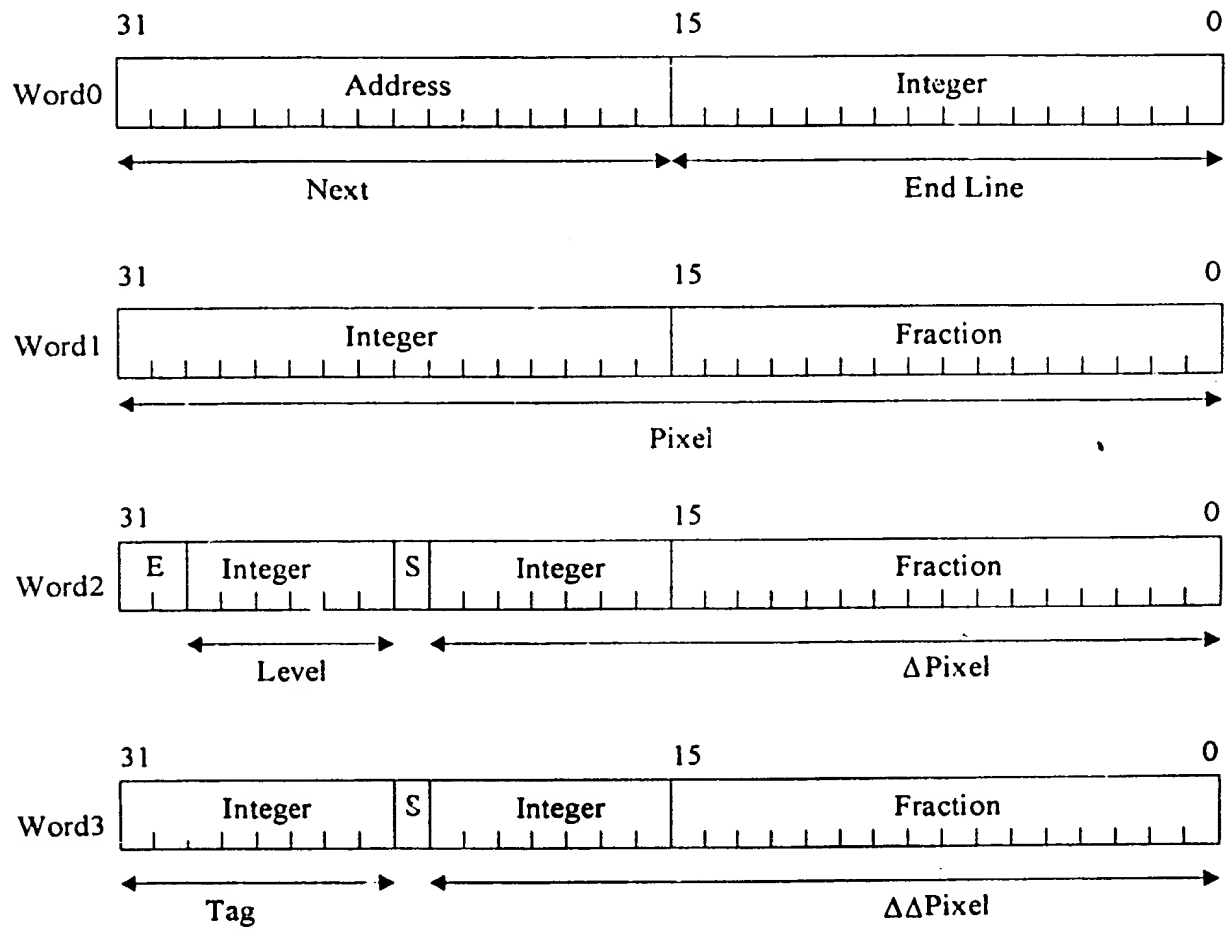 31 15 0
Word0 Address Integer
Next End Line
31 15 0
Word1 Integer Fraction
Pixel
31 15 0
Word2 E Integer S Integer Fraction
Level ΔPixel
31 15 0
Word3 Integer S Integer Fraction
Tag ΔΔPixel